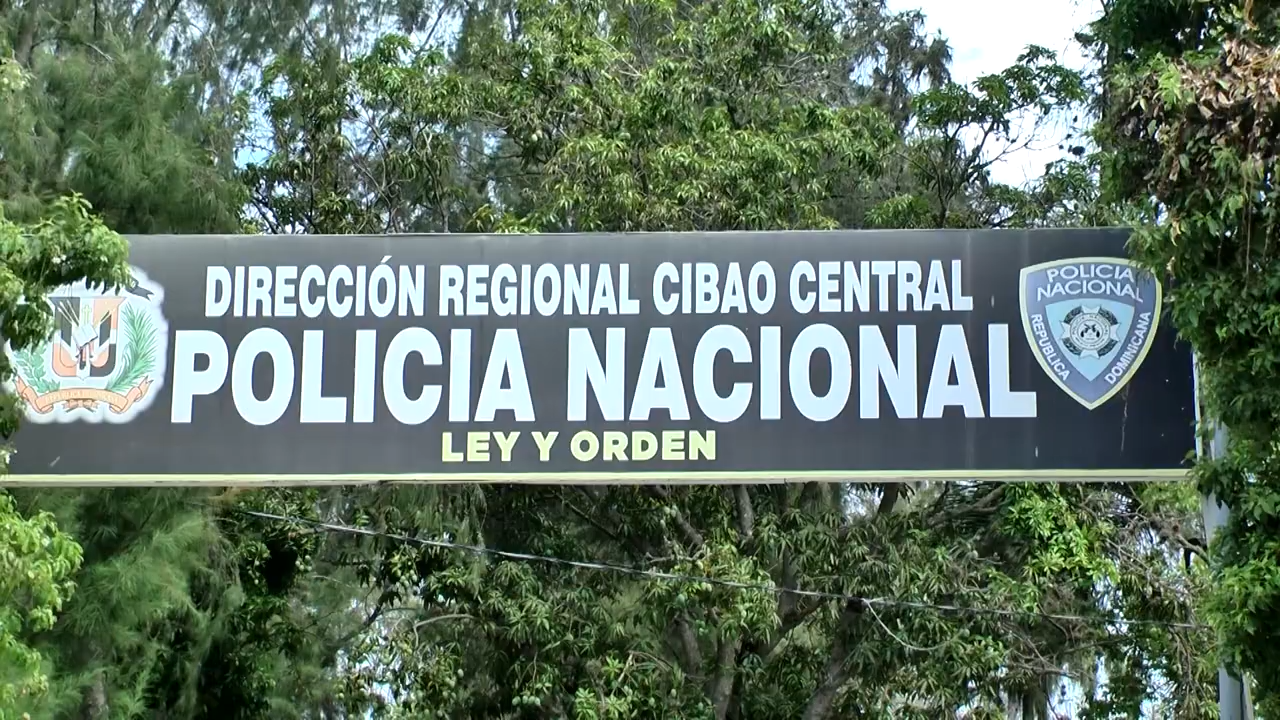 DIRECCIÓN REGIONAL CIBAO CENTRAL
POLICIA NACIONAL
LEY Y ORDEN
POLICIA
NACIONAL
REPUBLICA
DOMINICANA